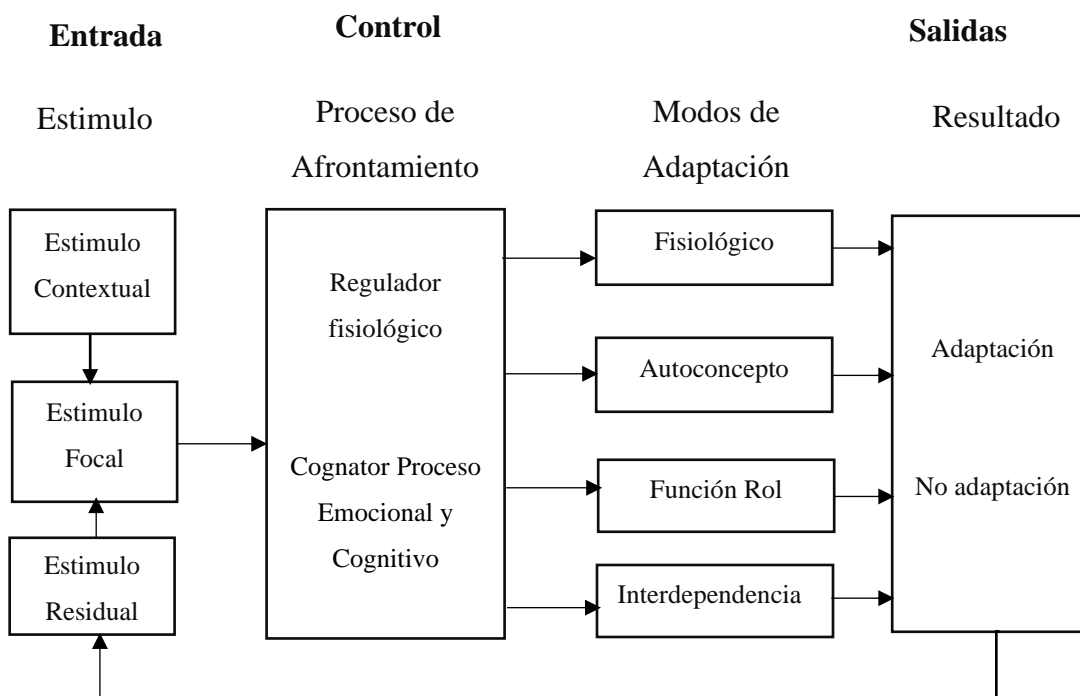 Entrada
Control
Salidas
Estimulo
Proceso de
Afrontamiento
Modos de
Adaptación
Resultado
Estimulo
Contextual
Estimulo
Focal
Estimulo
Residual
Regulador
fisiológico
Cognator Proceso
Emocional y
Cognitivo
Fisiológico
Autoconcepto
Función Rol
Interdependencia
Adaptación
No adaptación